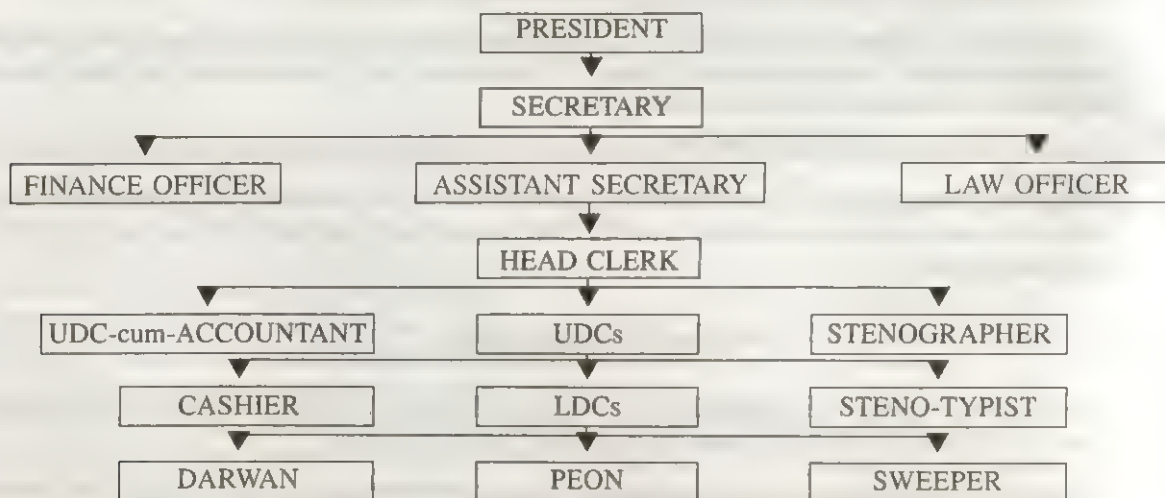 PRESIDENT
SECRETARY
FINANCE OFFICER ASSISTANT SECRETARY LAW OFFICER
HEAD CLERK
UDC-cum-ACCOUNTANT UDCs STENOGRAPHER
CASHIER LDCs STENO-TYPIST
DARWAN PEON SWEEPER